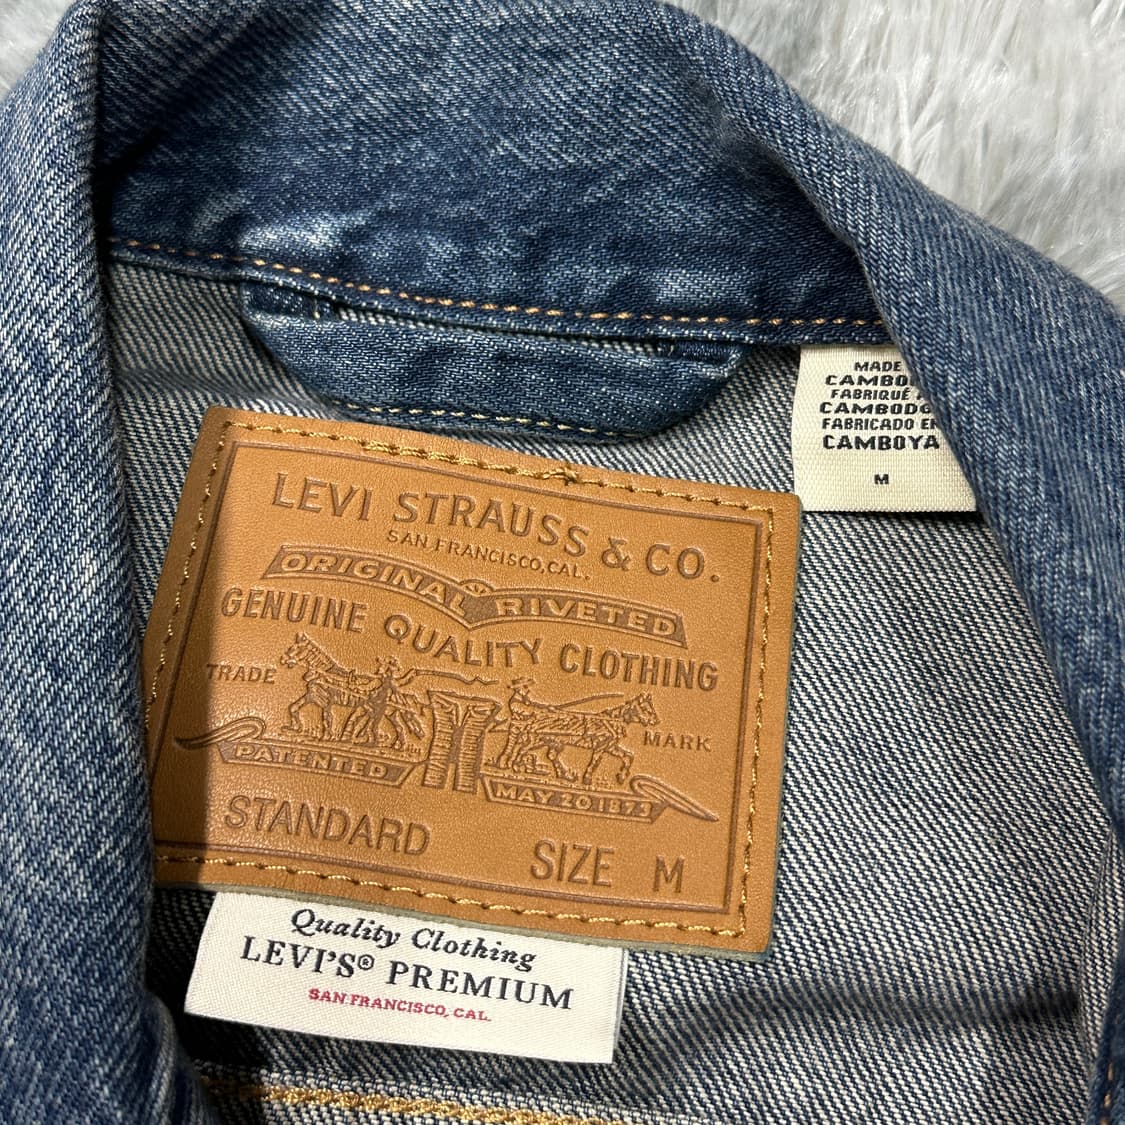 MADE
FABRIQUÉ
FABRICADO
CAMBOYA
M
LEVI STRAUSS & CO.
SAN FRANCISCO, CAL.
ORIGINAL RIVETED
GENUINE QUALITY CLOTHING
TRADE MARK
PATENTED MAY 20 1873
STANDARD SIZE M
Quality Clothing
LEVI'S® PREMIUM
SAN FRANCISCO, CAL.